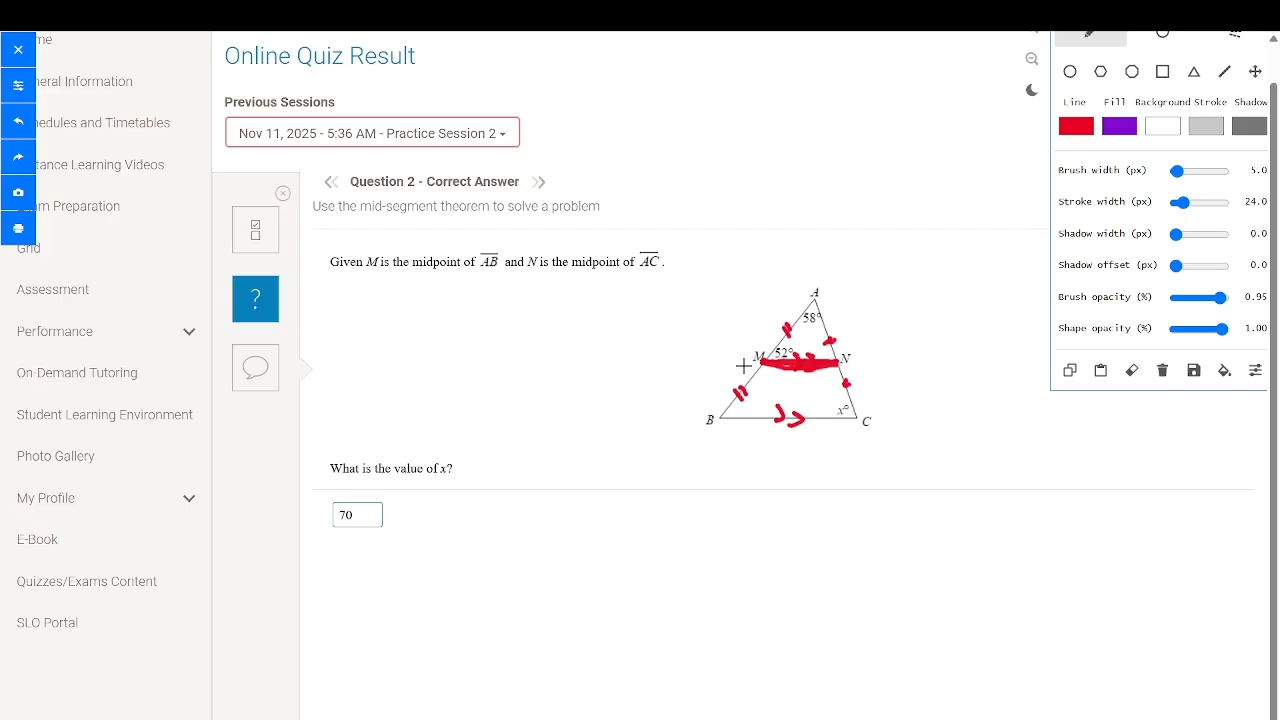 me
neral Information
hedules and Timetables
tance Learning Videos
am Preparation
Grid
Assessment
Performance
On-Demand Tutoring
Student Learning Environment
Photo Gallery
My Profile
E-Book
Quizzes/Exams Content
SLO Portal
Online Quiz Result
Previous Sessions
Nov 11, 2025 - 5:36 AM - Practice Session 2
Question 2 - Correct Answer
Use the mid-segment theorem to solve a problem
?
Given M is the midpoint of AB and N is the midpoint of AC.
A
58°
M 52° N
B x° C
What is the value of x?
70
Line Fill Background Stroke Shadow
Brush width (px) 5.0
Stroke width (px) 24.0
Shadow width (px) 0.0
Shadow offset (px) 0.0
Brush opacity (%) 0.95
Shape opacity (%) 1.00